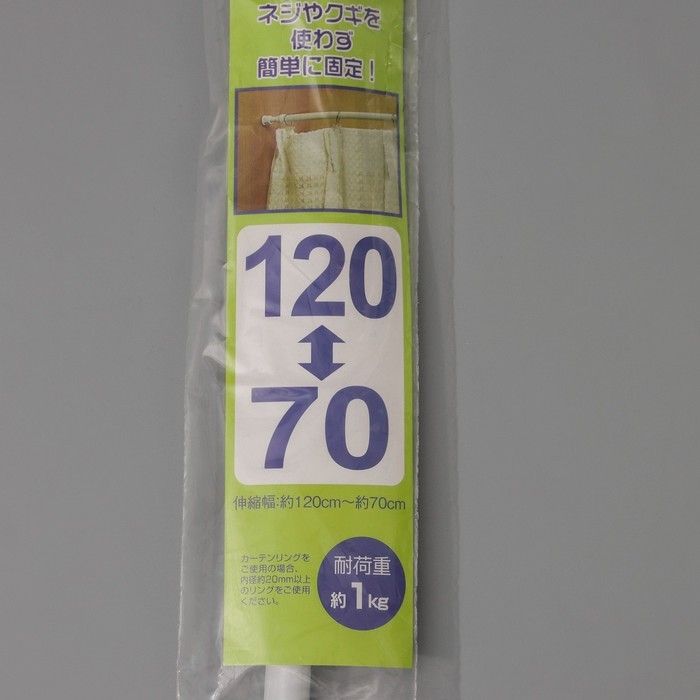 ネジやクギを
使わず
簡単に固定!
120
70
伸縮幅:約120cm〜約70cm
カーテンリングを
ご使用の場合、
内径約20mm以上
のリングをご使用
ください。
耐荷重
約1kg